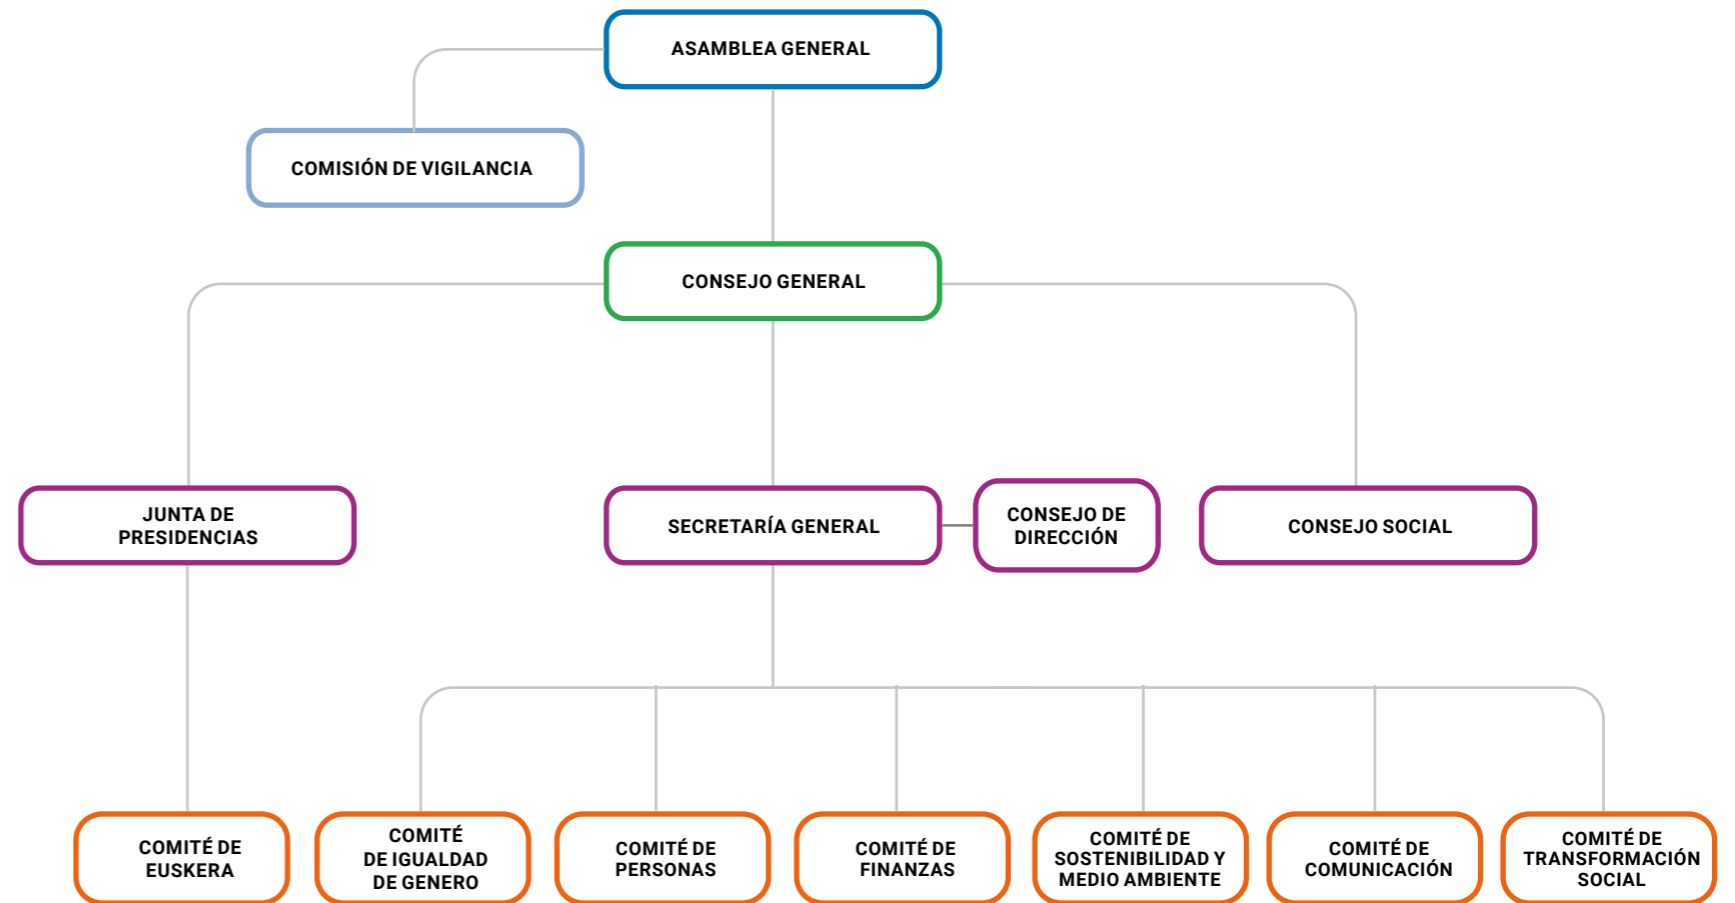 ASAMBLEA GENERAL
COMISIÓN DE VIGILANCIA
CONSEJO GENERAL
JUNTA DE
PRESIDENCIAS
SECRETARÍA GENERAL
CONSEJO DE
DIRECCIÓN
CONSEJO SOCIAL
COMITÉ DE
EUSKERA
COMITÉ
DE IGUALDAD
DE GENERO
COMITÉ DE
PERSONAS
COMITÉ DE
FINANZAS
COMITÉ DE
SOSTENIBILIDAD Y
MEDIO AMBIENTE
COMITÉ DE
COMUNICACIÓN
COMITÉ DE
TRANSFORMACIÓN
SOCIAL